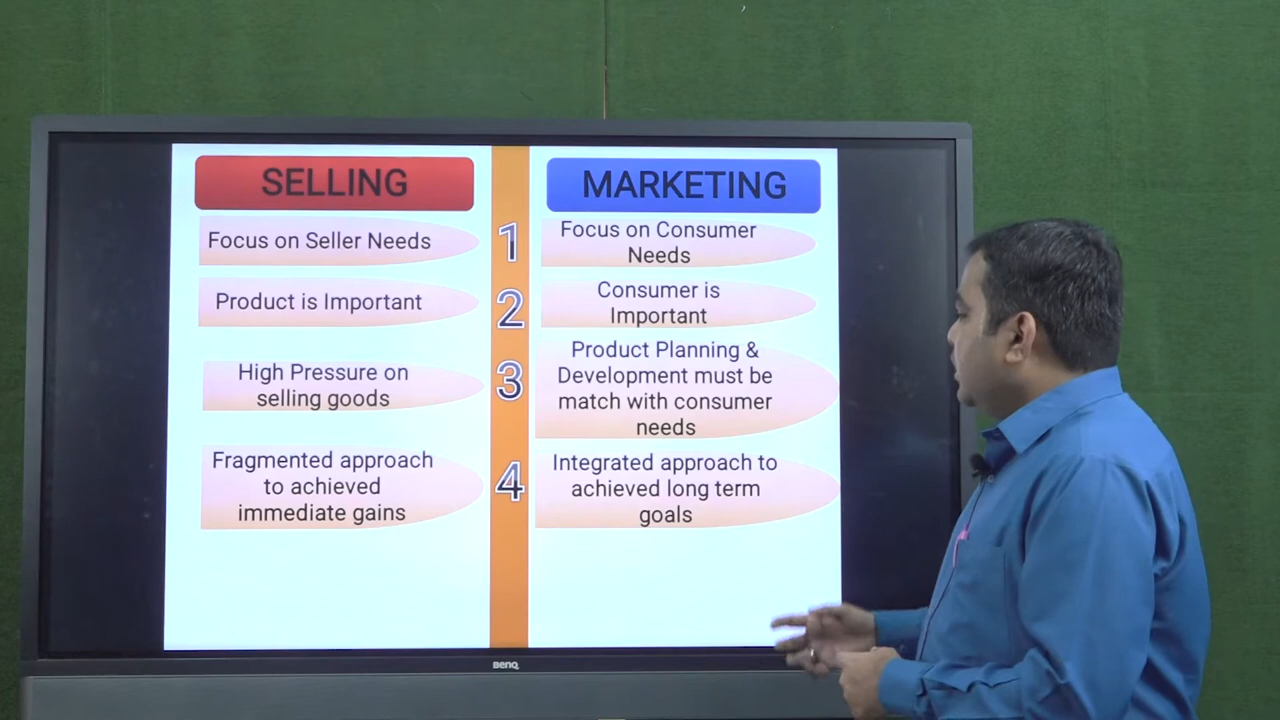 SELLING
MARKETING
Focus on Seller Needs
1
Focus on Consumer
Needs
Product is Important
2
Consumer is
Important
High Pressure on
selling goods
3
Product Planning &
Development must be
match with consumer
needs
Fragmented approach
to achieved
immediate gains
4
Integrated approach to
achieved long term
goals
BenQ